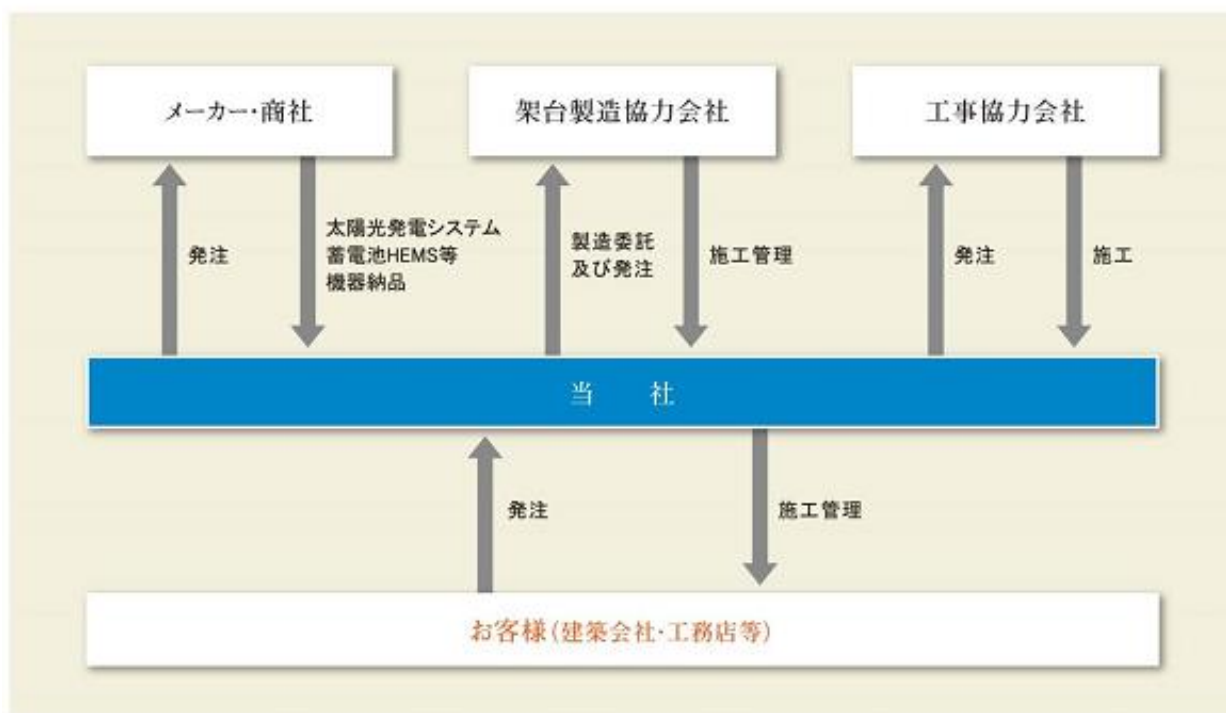 メーカー・商社
架台製造協力会社
工事協力会社
発注
太陽光発電システム
蓄電池HEMS等
機器納品
製造委託
及び発注
施工管理
発注
施工
当　社
発注
施工管理
お客様(建築会社・工務店等)